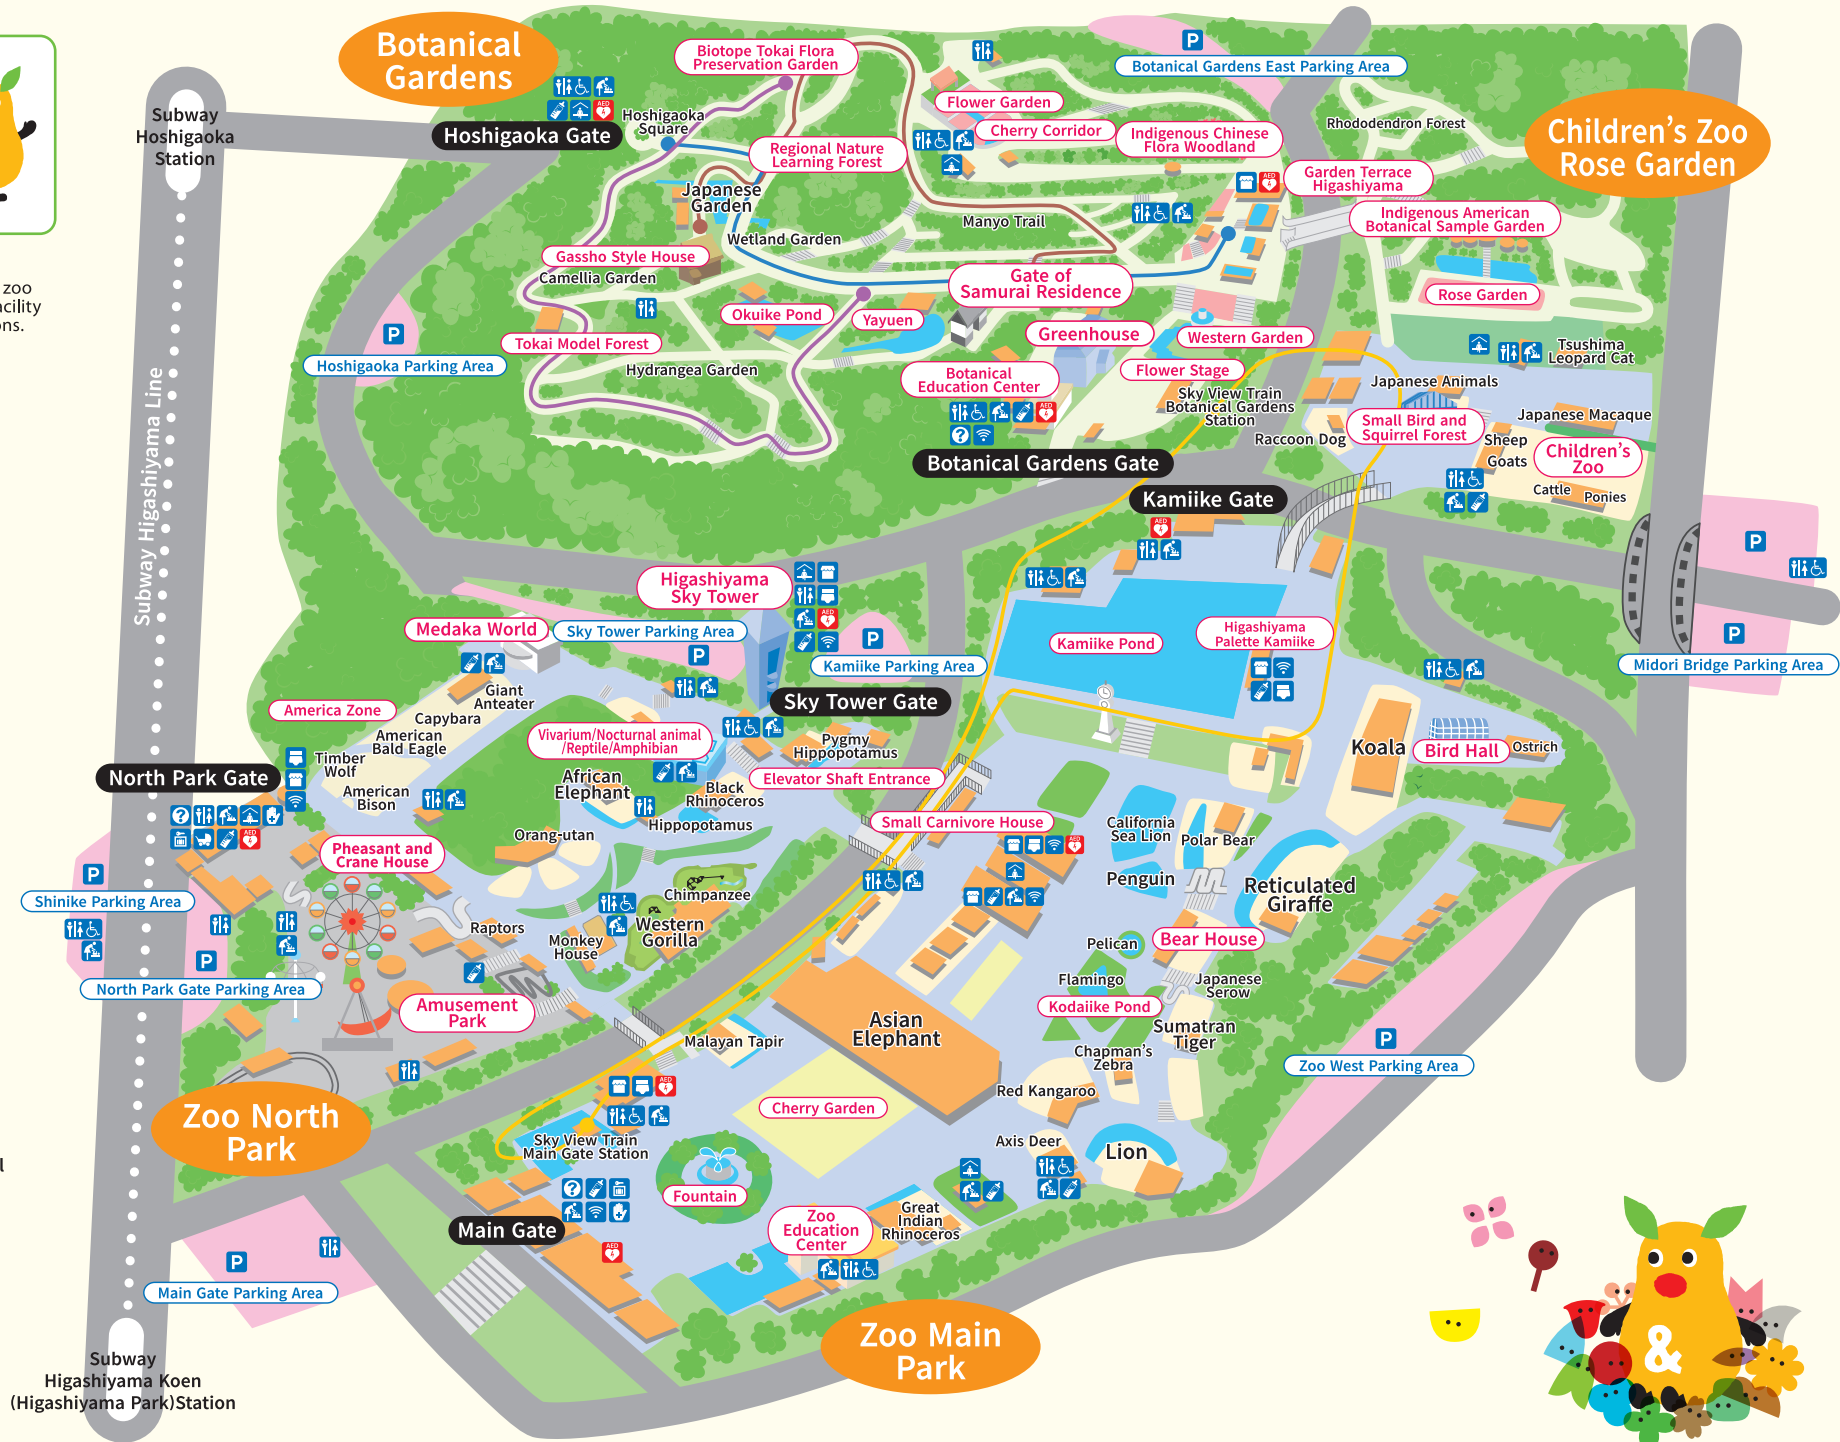 Botanical
Gardens
Biotope Tokai Flora
Preservation Garden
P
Botanical Gardens East Parking Area
Subway
Hoshigaoka
Station
Hoshigaoka Gate
AED
Hoshigaoka
Square
Flower Garden
Cherry Corridor
Indigenous Chinese
Flora Woodland
Rhododendron Forest
Children's Zoo
Rose Garden
Regional Nature
Learning Forest
Garden Terrace
Higashiyama
AED
Japanese
Garden
Manyo Trail
Indigenous American
Botanical Sample Garden
Wetland Garden
Gassho Style House
Camellia Garden
Gate of
Samurai Residence
Rose Garden
zoo
acility
ns.
Okuike Pond
Yayuen
P
Hoshigaoka Parking Area
Tokai Model Forest
Hydrangea Garden
Greenhouse
Western Garden
Flower Stage
Botanical
Education Center
AED
?
Sky View Train
Botanical Gardens
Station
Tsushima
Leopard Cat
Japanese Animals
Japanese Macaque
Small Bird and
Squirrel Forest
Raccoon Dog
Sheep
Goats
Children's
Zoo
Cattle
Ponies
Botanical Gardens Gate
Kamiike Gate
AED
Subway Higashiyama Line
P
P
Midori Bridge Parking Area
Higashiyama
Sky Tower
AED
Medaka World
Sky Tower Parking Area
P
P
Kamiike Parking Area
Kamiike Pond
Higashiyama
Palette Kamiike
Sky Tower Gate
Giant
Anteater
America Zone
Capybara
American
Bald Eagle
Timber
Wolf
American
Bison
North Park Gate
?
AED
Vivarium/Nocturnal animal
/Reptile/Amphibian
Pygmy
Hippopotamus
African
Elephant
Elevator Shaft Entrance
Black
Rhinoceros
Hippopotamus
Koala
Bird Hall
Ostrich
Orang-utan
Small Carnivore House
AED
California
Sea Lion
Polar Bear
Pheasant and
Crane House
P
Shinike Parking Area
Chimpanzee
Penguin
Reticulated
Giraffe
Western
Gorilla
Raptors
Monkey
House
Pelican
Bear House
P
North Park Gate Parking Area
Flamingo
Japanese
Serow
Kodaiike Pond
Amusement
Park
Asian
Elephant
Sumatran
Tiger
Malayan Tapir
Chapman's
Zebra
P
Zoo West Parking Area
Red Kangaroo
Cherry Garden
AED
Zoo North
Park
Sky View Train
Main Gate Station
Axis Deer
Lion
l
Fountain
?
Main Gate
AED
Zoo
Education
Center
Great
Indian
Rhinoceros
P
Main Gate Parking Area
Zoo Main
Park
Subway
Higashiyama Koen
(Higashiyama Park)Station
&